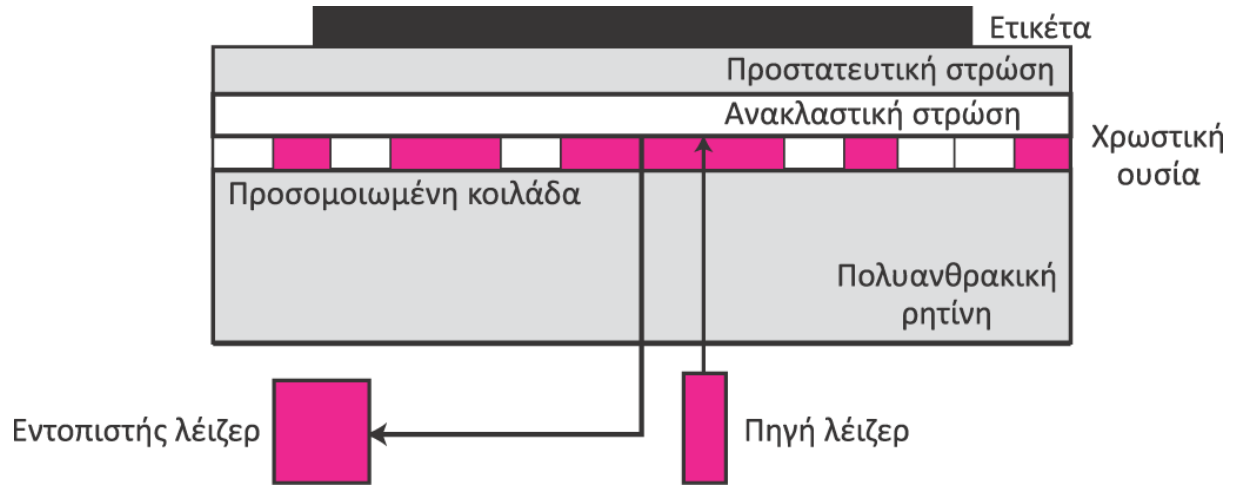 Ετικέτα
Προστατευτική στρώση
Ανακλαστική στρώση
Χρωστική
ουσία
Προσομοιωμένη κοιλάδα
Πολυανθρακική
ρητίνη
Εντοπιστής λέιζερ
Πηγή λέιζερ